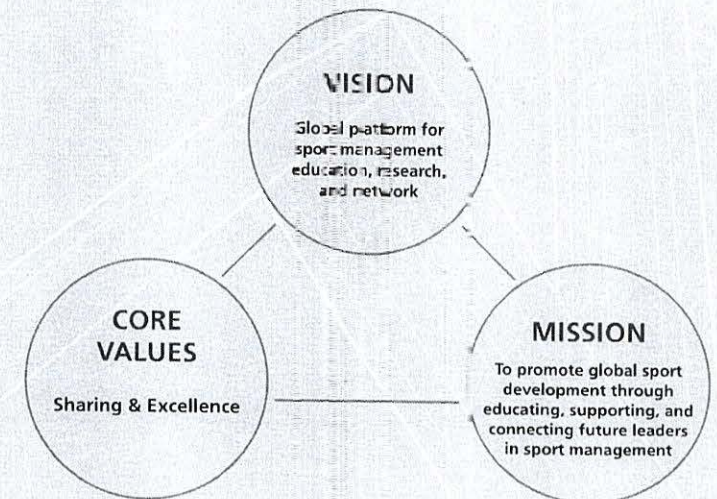 VISION
Global platform for
sport management
education, research,
and network
CORE
VALUES
Sharing & Excellence
MISSION
To promote global sport
development through
educating, supporting, and
connecting future leaders
in sport management